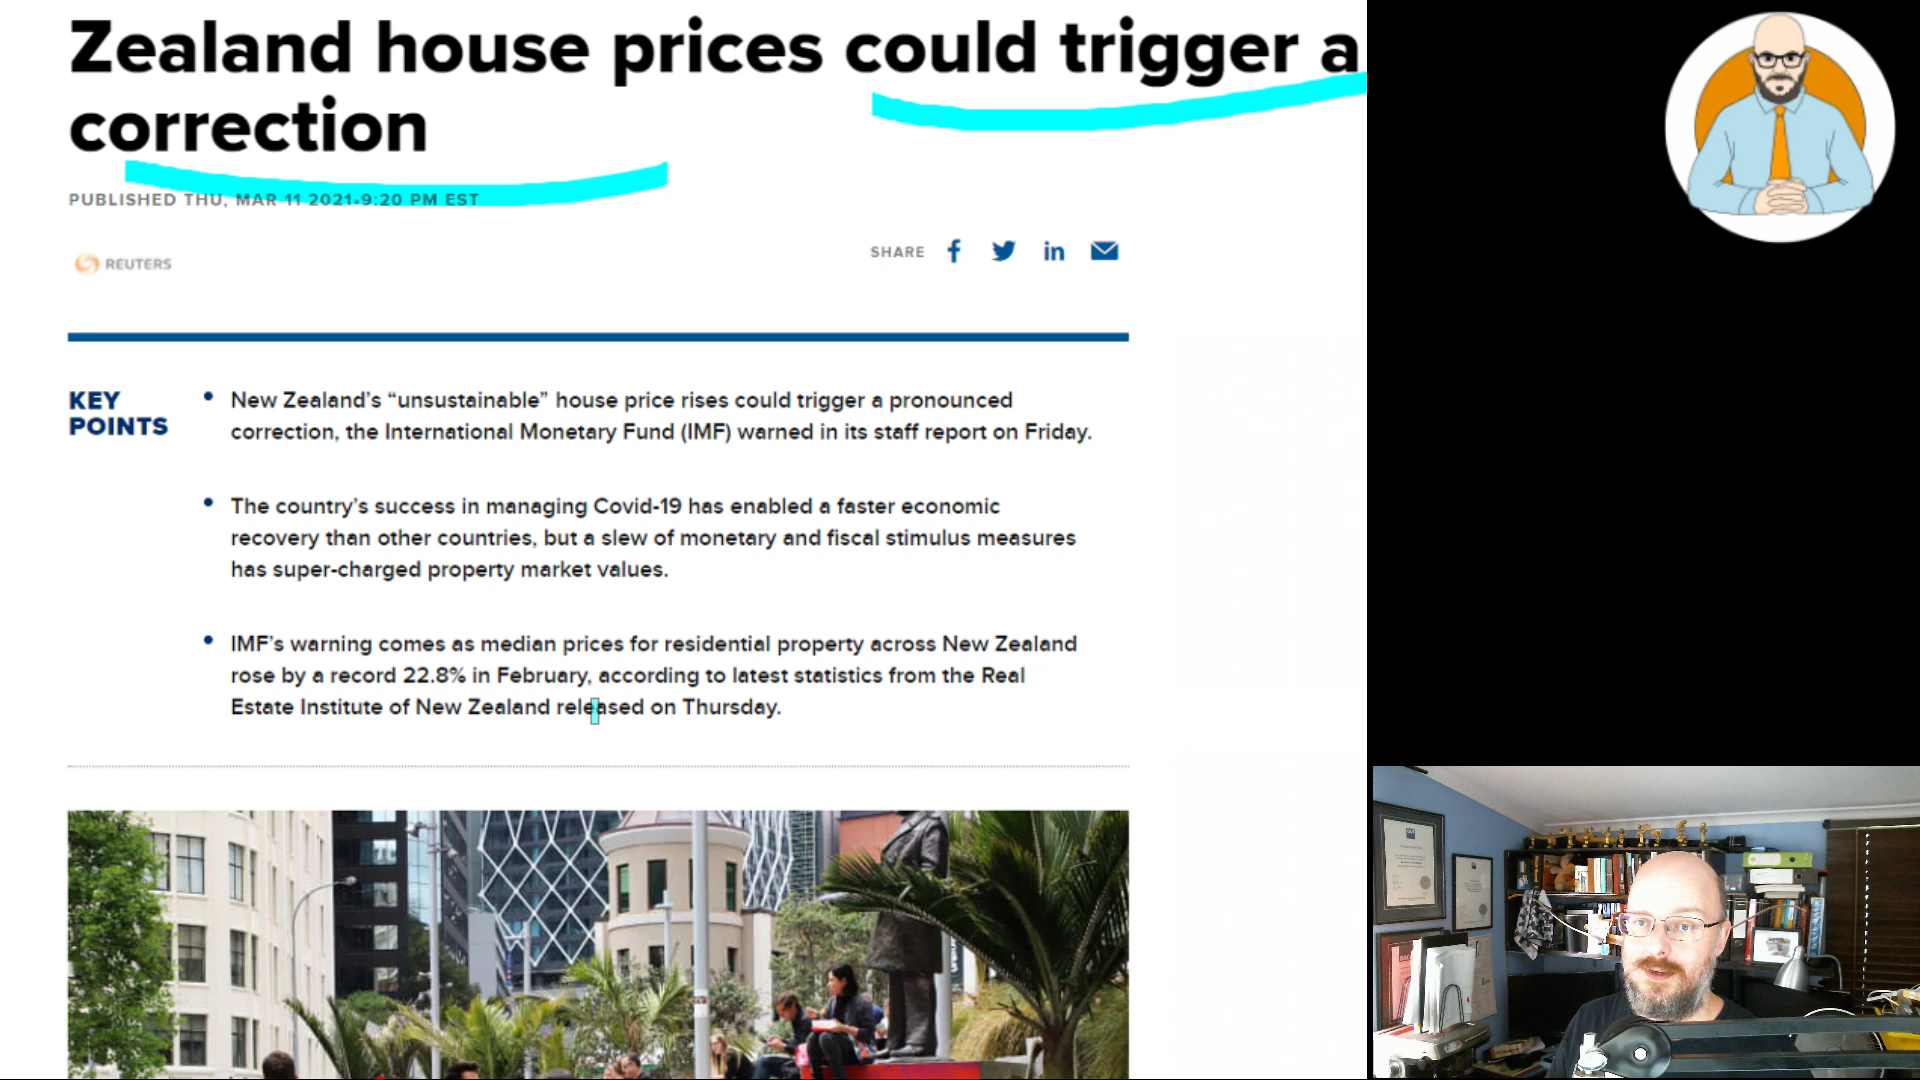 Zealand house prices could trigger a
correction
PUBLISHED THU, MAR 11 2021•9:20 PM EST
REUTERS
SHARE
KEY
POINTS
• New Zealand’s “unsustainable” house price rises could trigger a pronounced
correction, the International Monetary Fund (IMF) warned in its staff report on Friday.
• The country’s success in managing Covid-19 has enabled a faster economic
recovery than other countries, but a slew of monetary and fiscal stimulus measures
has super-charged property market values.
• IMF’s warning comes as median prices for residential property across New Zealand
rose by a record 22.8% in February, according to latest statistics from the Real
Estate Institute of New Zealand released on Thursday.